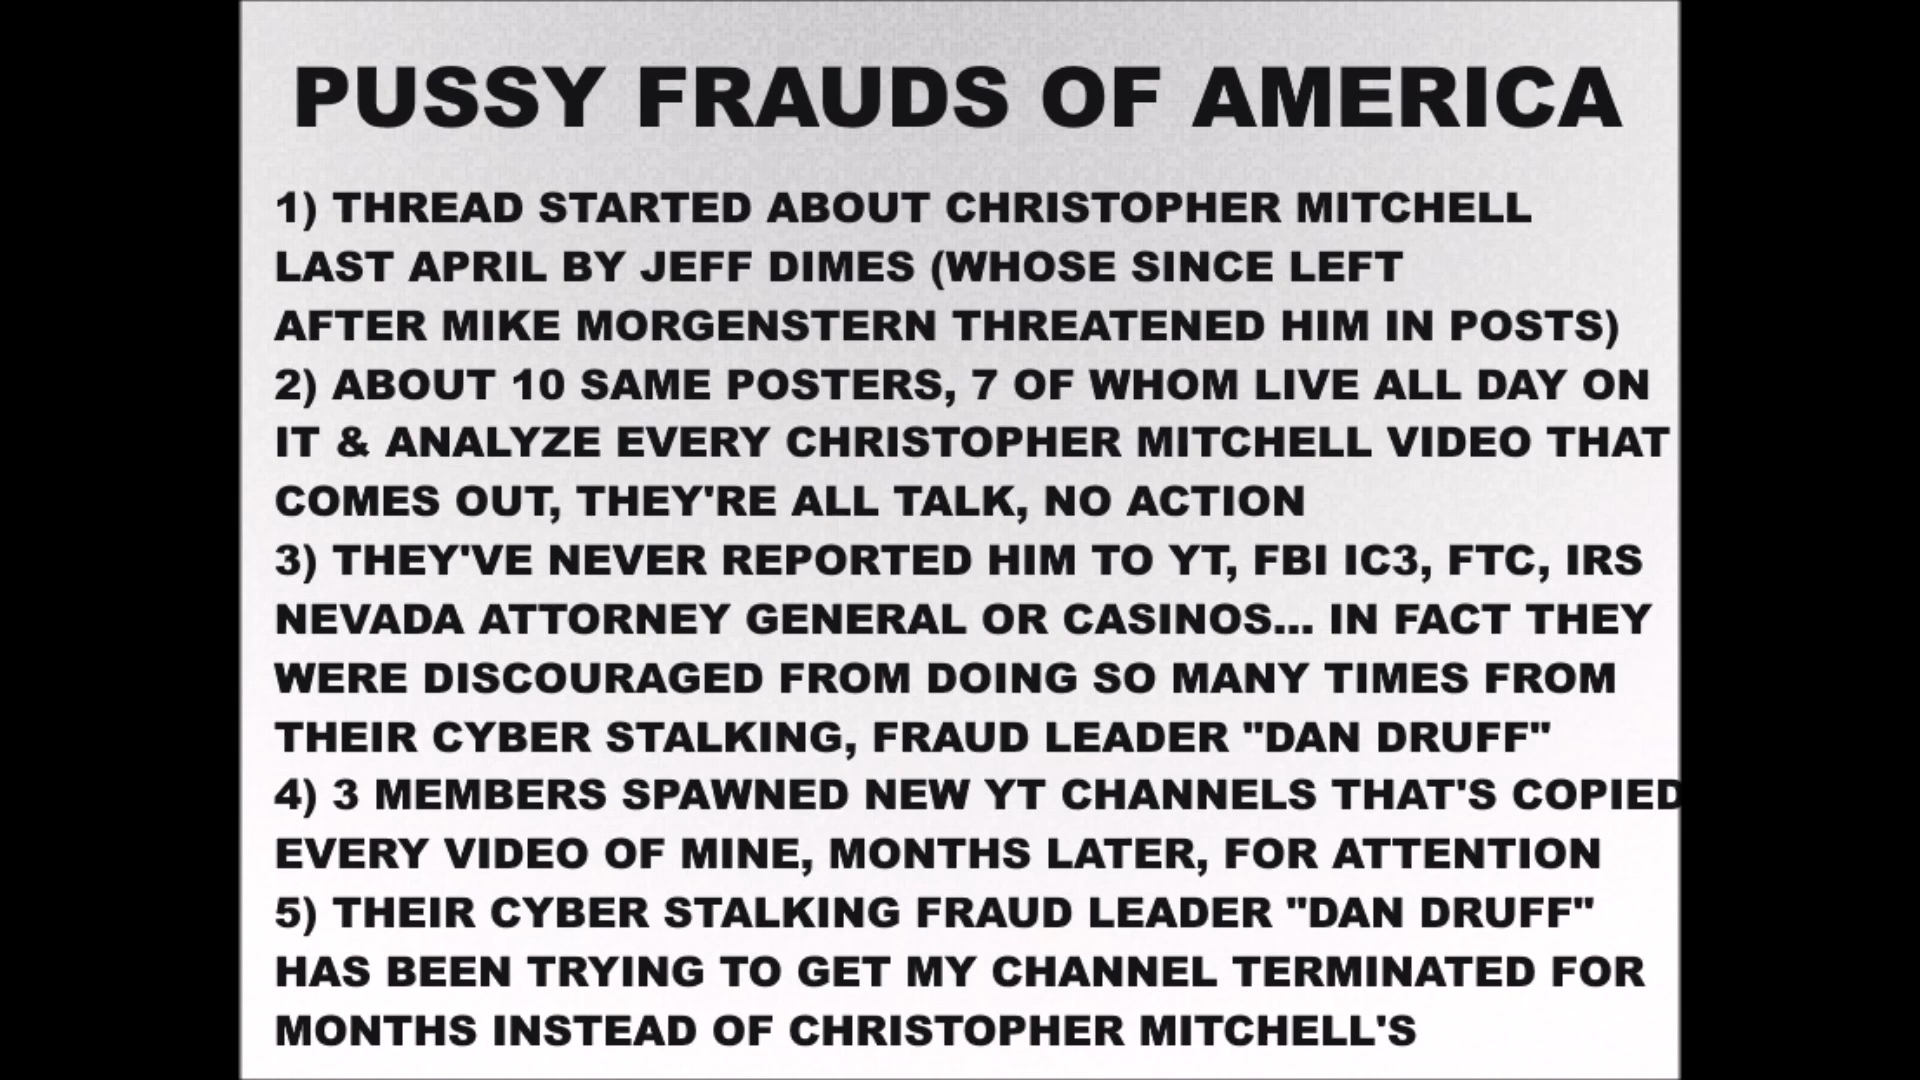 PUSSY FRAUDS OF AMERICA
1) THREAD STARTED ABOUT CHRISTOPHER MITCHELL
LAST APRIL BY JEFF DIMES (WHOSE SINCE LEFT
AFTER MIKE MORGENSTERN THREATENED HIM IN POSTS)
2) ABOUT 10 SAME POSTERS, 7 OF WHOM LIVE ALL DAY ON
IT & ANALYZE EVERY CHRISTOPHER MITCHELL VIDEO THAT
COMES OUT, THEY'RE ALL TALK, NO ACTION
3) THEY'VE NEVER REPORTED HIM TO YT, FBI IC3, FTC, IRS
NEVADA ATTORNEY GENERAL OR CASINOS... IN FACT THEY
WERE DISCOURAGED FROM DOING SO MANY TIMES FROM
THEIR CYBER STALKING, FRAUD LEADER "DAN DRUFF"
4) 3 MEMBERS SPAWNED NEW YT CHANNELS THAT'S COPIED
EVERY VIDEO OF MINE, MONTHS LATER, FOR ATTENTION
5) THEIR CYBER STALKING FRAUD LEADER "DAN DRUFF"
HAS BEEN TRYING TO GET MY CHANNEL TERMINATED FOR
MONTHS INSTEAD OF CHRISTOPHER MITCHELL'S